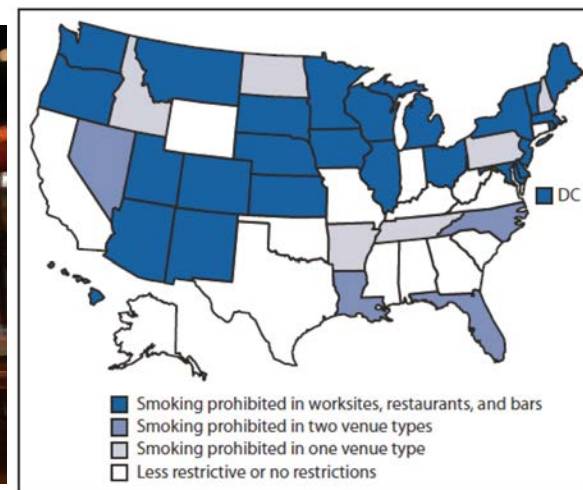 DC
Smoking prohibited in worksites, restaurants, and bars
Smoking prohibited in two venue types
Smoking prohibited in one venue type
Less restrictive or no restrictions